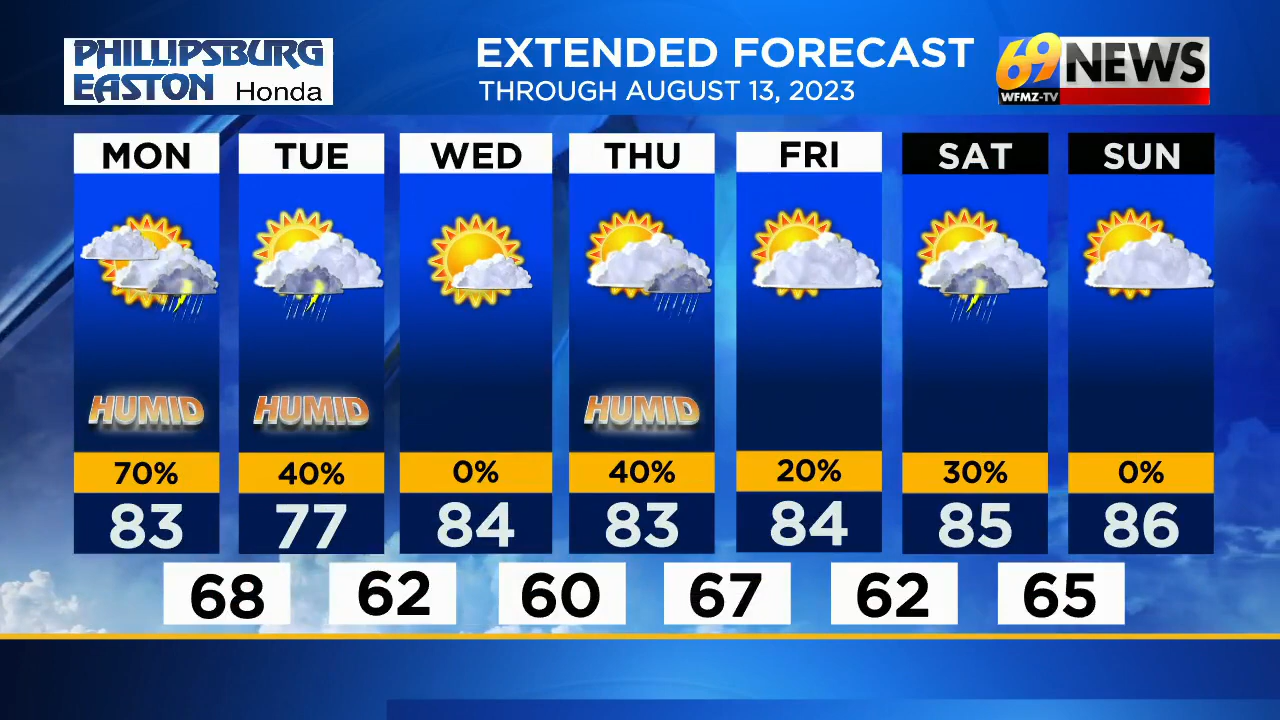 PHILLIPSBURG
EASTON Honda
EXTENDED FORECAST
THROUGH AUGUST 13, 2023
69 NEWS
WFMZ-TV
MON TUE WED THU FRI SAT SUN
HUMID HUMID HUMID
70% 40% 0% 40% 20% 30% 0%
83 77 84 83 84 85 86
68 62 60 67 62 65